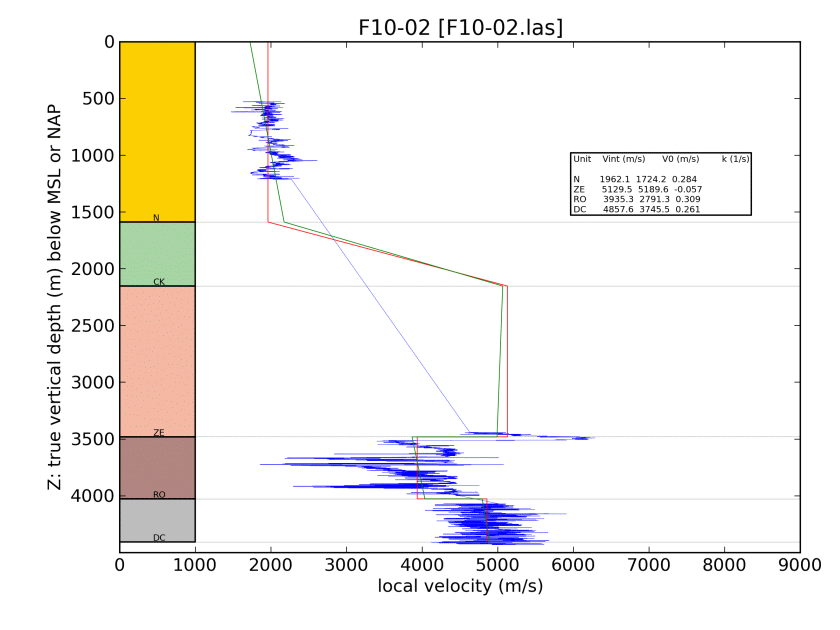 F10-02 [F10-02.las]
Z: true vertical depth (m) below MSL or NAP
0
500
1000
1500
2000
2500
3000
3500
4000
N
CK
ZE
RO
DC
Unit Vint (m/s) V0 (m/s) k (1/s)
N 1962.1 1724.2 0.284
ZE 5129.5 5189.6 -0.057
RO 3935.3 2791.3 0.309
DC 4857.6 3745.5 0.261
0 1000 2000 3000 4000 5000 6000 7000 8000 9000
local velocity (m/s)